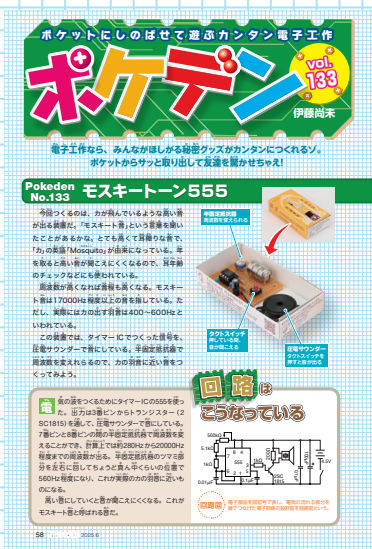 ポケットにしのばせて遊ぶカンタン電子工作
ポケデン
vol.
133
伊藤尚未
電子工作なら、みんながほしがる秘密グッズがカンタンにつくれるゾ。
ポケットからサッと取り出して友達を驚かせちゃえ!
Pokeden
No.133
モスキートーン555
今回つくるのは、カが飛んでいるような高い音
が出る装置だ。「モスキート音」という言葉を聞い
たことがあるかな。とても高くて耳障りな音で、
「カ」の英語「Mosquito」が由来になっている。年
を取ると高い音が聞こえにくくなるので、耳年齢
のチェックなどにも使われている。
周波数が高くなれば音程も高くなる。モスキー
ト音は17000Hz程度以上の音を指している。た
だし、実際にはカの出す羽音は400〜600Hzと
いわれている。
この装置では、タイマーICでつくった信号を、
圧電サウンダーで音にしている。半固定抵抗器で
周波数を変えられるので、カの羽音に近い音をつ
くってみよう。
半固定抵抗器
周波数を変えられる
タクトスイッチ
押している間、
音が聞こえる
圧電サウンダー
タクトスイッチを
押すと音が出る
電気の波をつくるためにタイマーICの555を使っ
た。出力は3番ピンからトランジスター(2
SC1815)を通して、圧電サウンダーで音にしている。
7番ピンと8番ピンの間の半固定抵抗器で周波数を変
えることができ、計算上では約280Hzから20000Hz
程度までの周波数が出る。半固定抵抗器のツマミ部
分を左右に回してちょうど真ん中くらいの位置で
560Hz程度になり、これが実際のカの羽音に近いも
のになる。
高い音にしていくと音が聞こえにくくなる。これが
モスキート音と呼ばれる音だ。
回路は
こうなっている
500kΩ
5.1kΩ
1kΩ
0.01μF
7 8 4
555
6 3
2 1 5
1kΩ
0.1μF
2SC
1815
4.5V
回路図
電子部品を図記号で表し、電気の流れる部分を
線でつなげた電子回路の設計図を回路図という。
58
2025.6